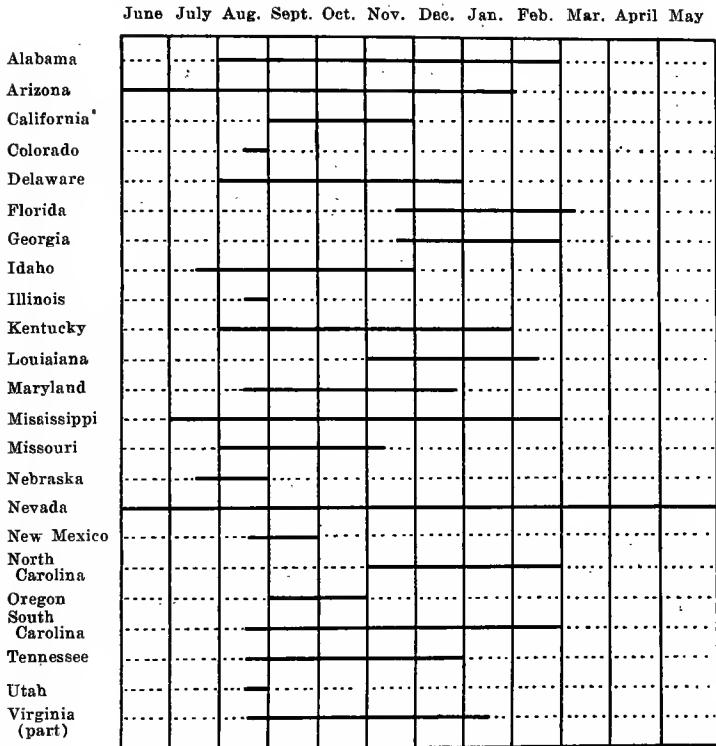 June July Aug. Sept. Oct. Nov. Dec. Jan. Feb. Mar. April May
Alabama
Arizona
California*
Colorado
Delaware
Florida
Georgia
Idaho
Illinois
Kentucky
Louiaiana
Maryland
Mississippi
Missouri
Nebraska
Nevada
New Mexico
North
Carolina
Oregon
South
Carolina
Tennessee
Utah
Virginia
(part)